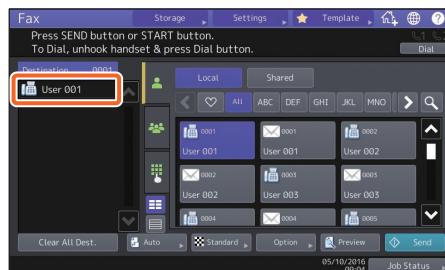 Fax
Storage
Settings
Template
Press SEND button or START button.
To Dial, unhook handset & press Dial button.
Dial
Destination 0001
User 001
Local
Shared
All
ABC
DEF
GHI
JKL
MNO
0001
User 001
0001
User 001
0002
User 002
0002
User 002
0003
User 003
0003
User 003
0004
0004
0005
Clear All Dest.
Auto
Standard
Option
Preview
Send
05/10/2016
09:04
Job Status